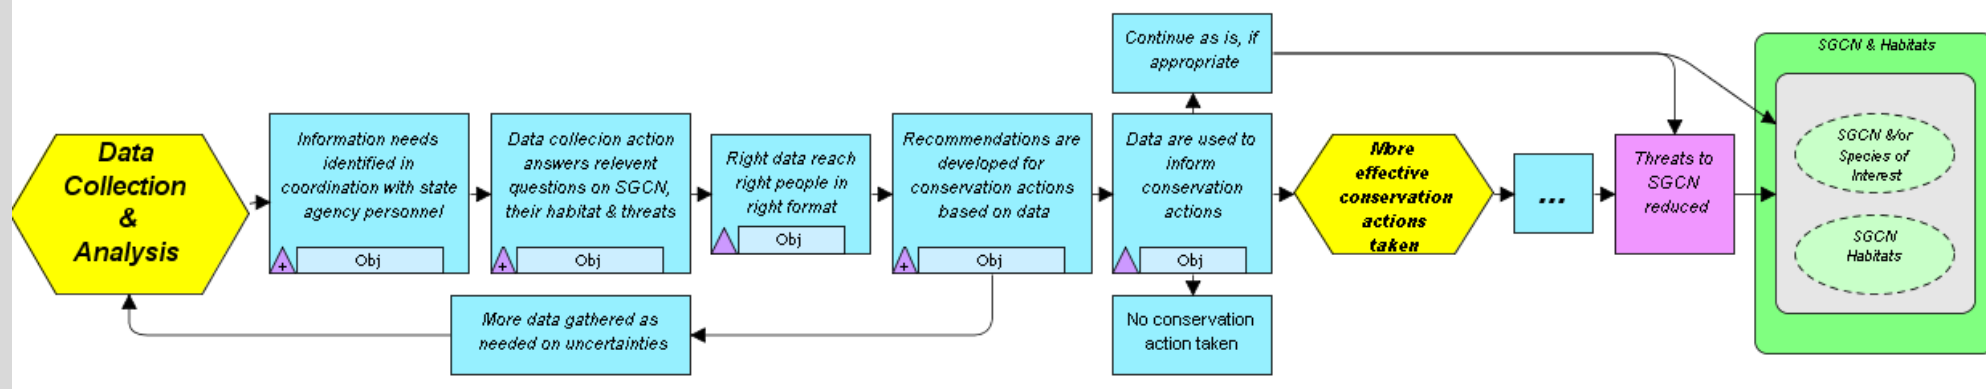 Data
Collection
&
Analysis
Information needs
identified in
coordination with state
agency personnel
+
Obj
Data collecion action
answers relevent
questions on SGCN,
their habitat & threats
+
Obj
Right data reach
right people in
right format
Obj
Recommendations are
developed for
conservation actions
based on data
+
Obj
More data gathered as
needed on uncertainties
Continue as is, if
appropriate
Data are used to
inform
conservation
actions
Obj
No conservation
action taken
More
effective
conservation
actions
taken
...
Threats to
SGCN
reduced
SGCN & Habitats
SGCN &/or
Species of
Interest
SGCN
Habitats